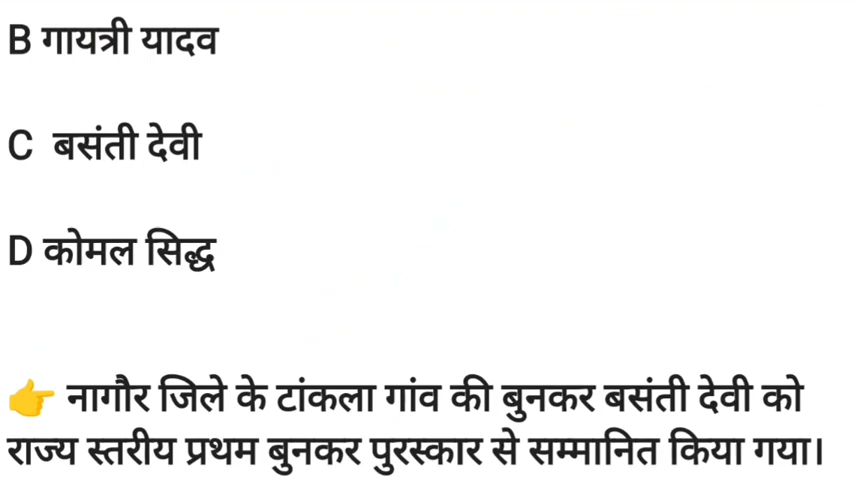 B गायत्री यादव
C बसंती देवी
D कोमल सिद्ध
👉 नागौर जिले के टांकला गांव की बुनकर बसंती देवी को
राज्य स्तरीय प्रथम बुनकर पुरस्कार से सम्मानित किया गया।